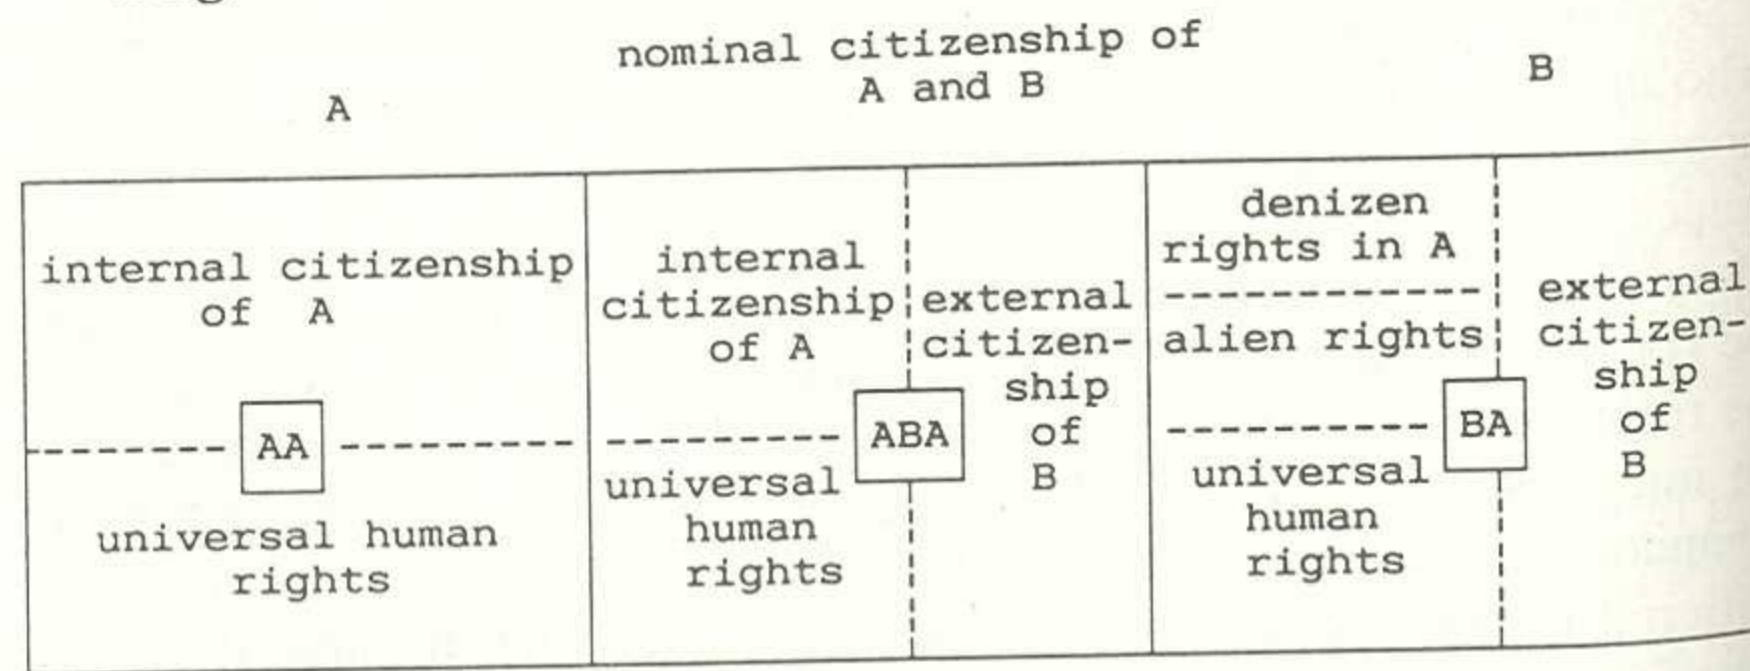 nominal citizenship of
A and B
A
B
internal citizenship
of A
AA
universal human
rights
internal
citizenship
of A
ABA
universal
human
rights
external
citizen-
ship
of
B
denizen
rights in A
alien rights
BA
universal
human
rights
external
citizen-
ship
of
B